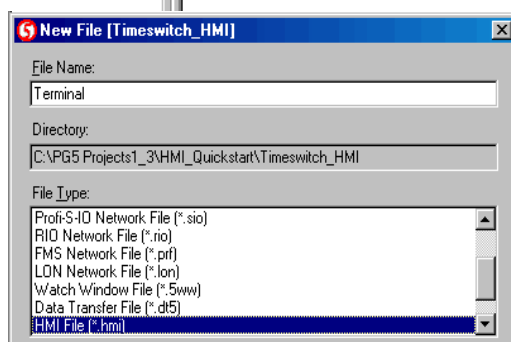 New File [Timeswitch_HMI]
File Name:
Terminal
Directory:
C:\PG5 Projects1_3\HMI_Quickstart\Timeswitch_HMI
File Type:
Profi-S-IO Network File (*.sio)
RIO Network File (*.rio)
FMS Network File (*.prf)
LON Network File (*.lon)
Watch Window File (*.5ww)
Data Transfer File (*.dt5)
HMI File (*.hmi)